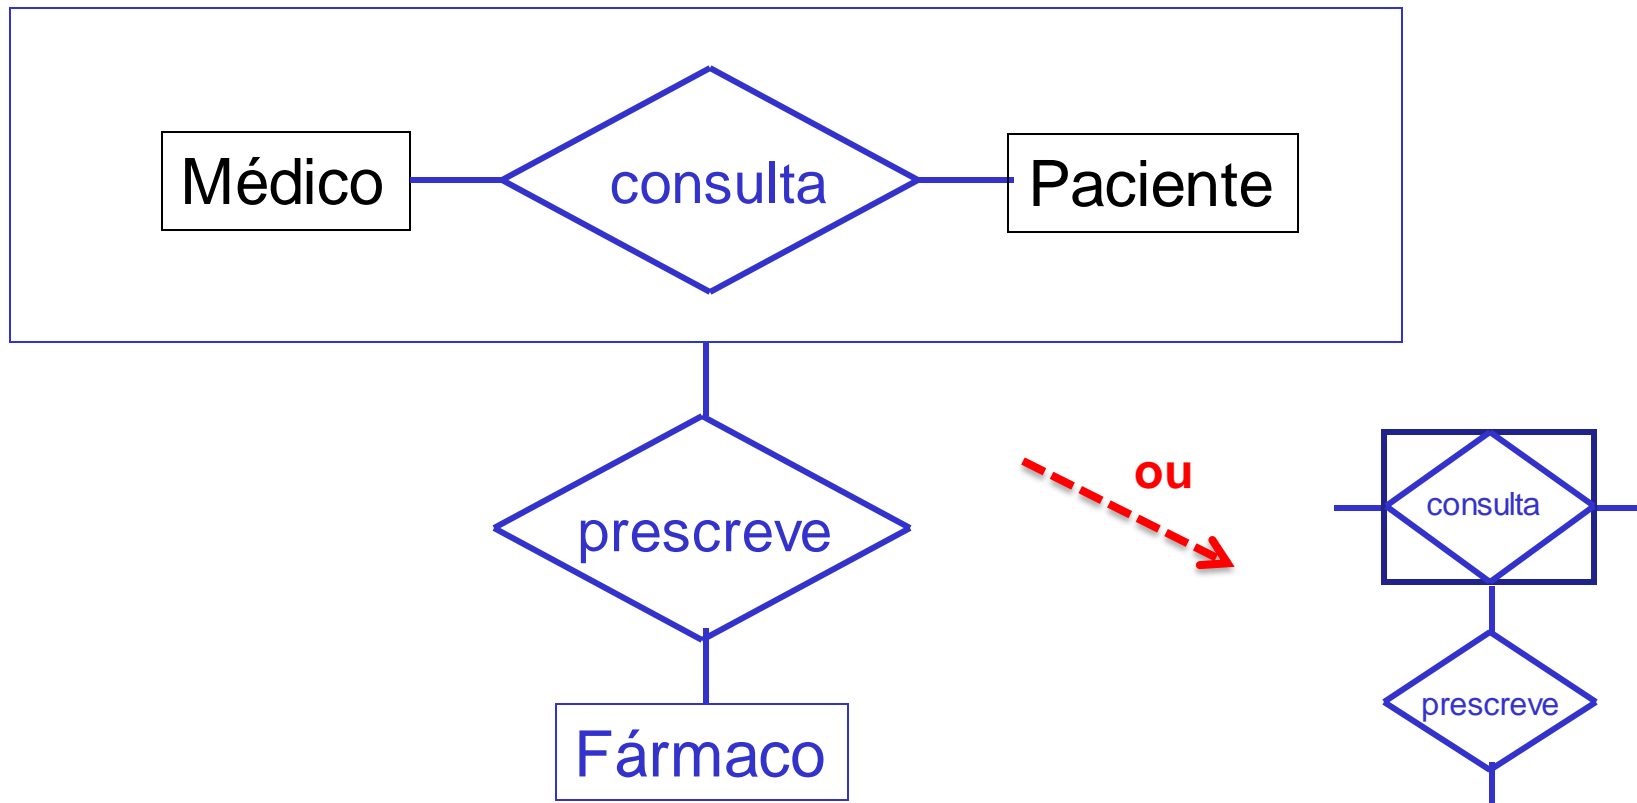 Médico
consulta
Paciente
prescreve
Fármaco
ou
consulta
prescreve